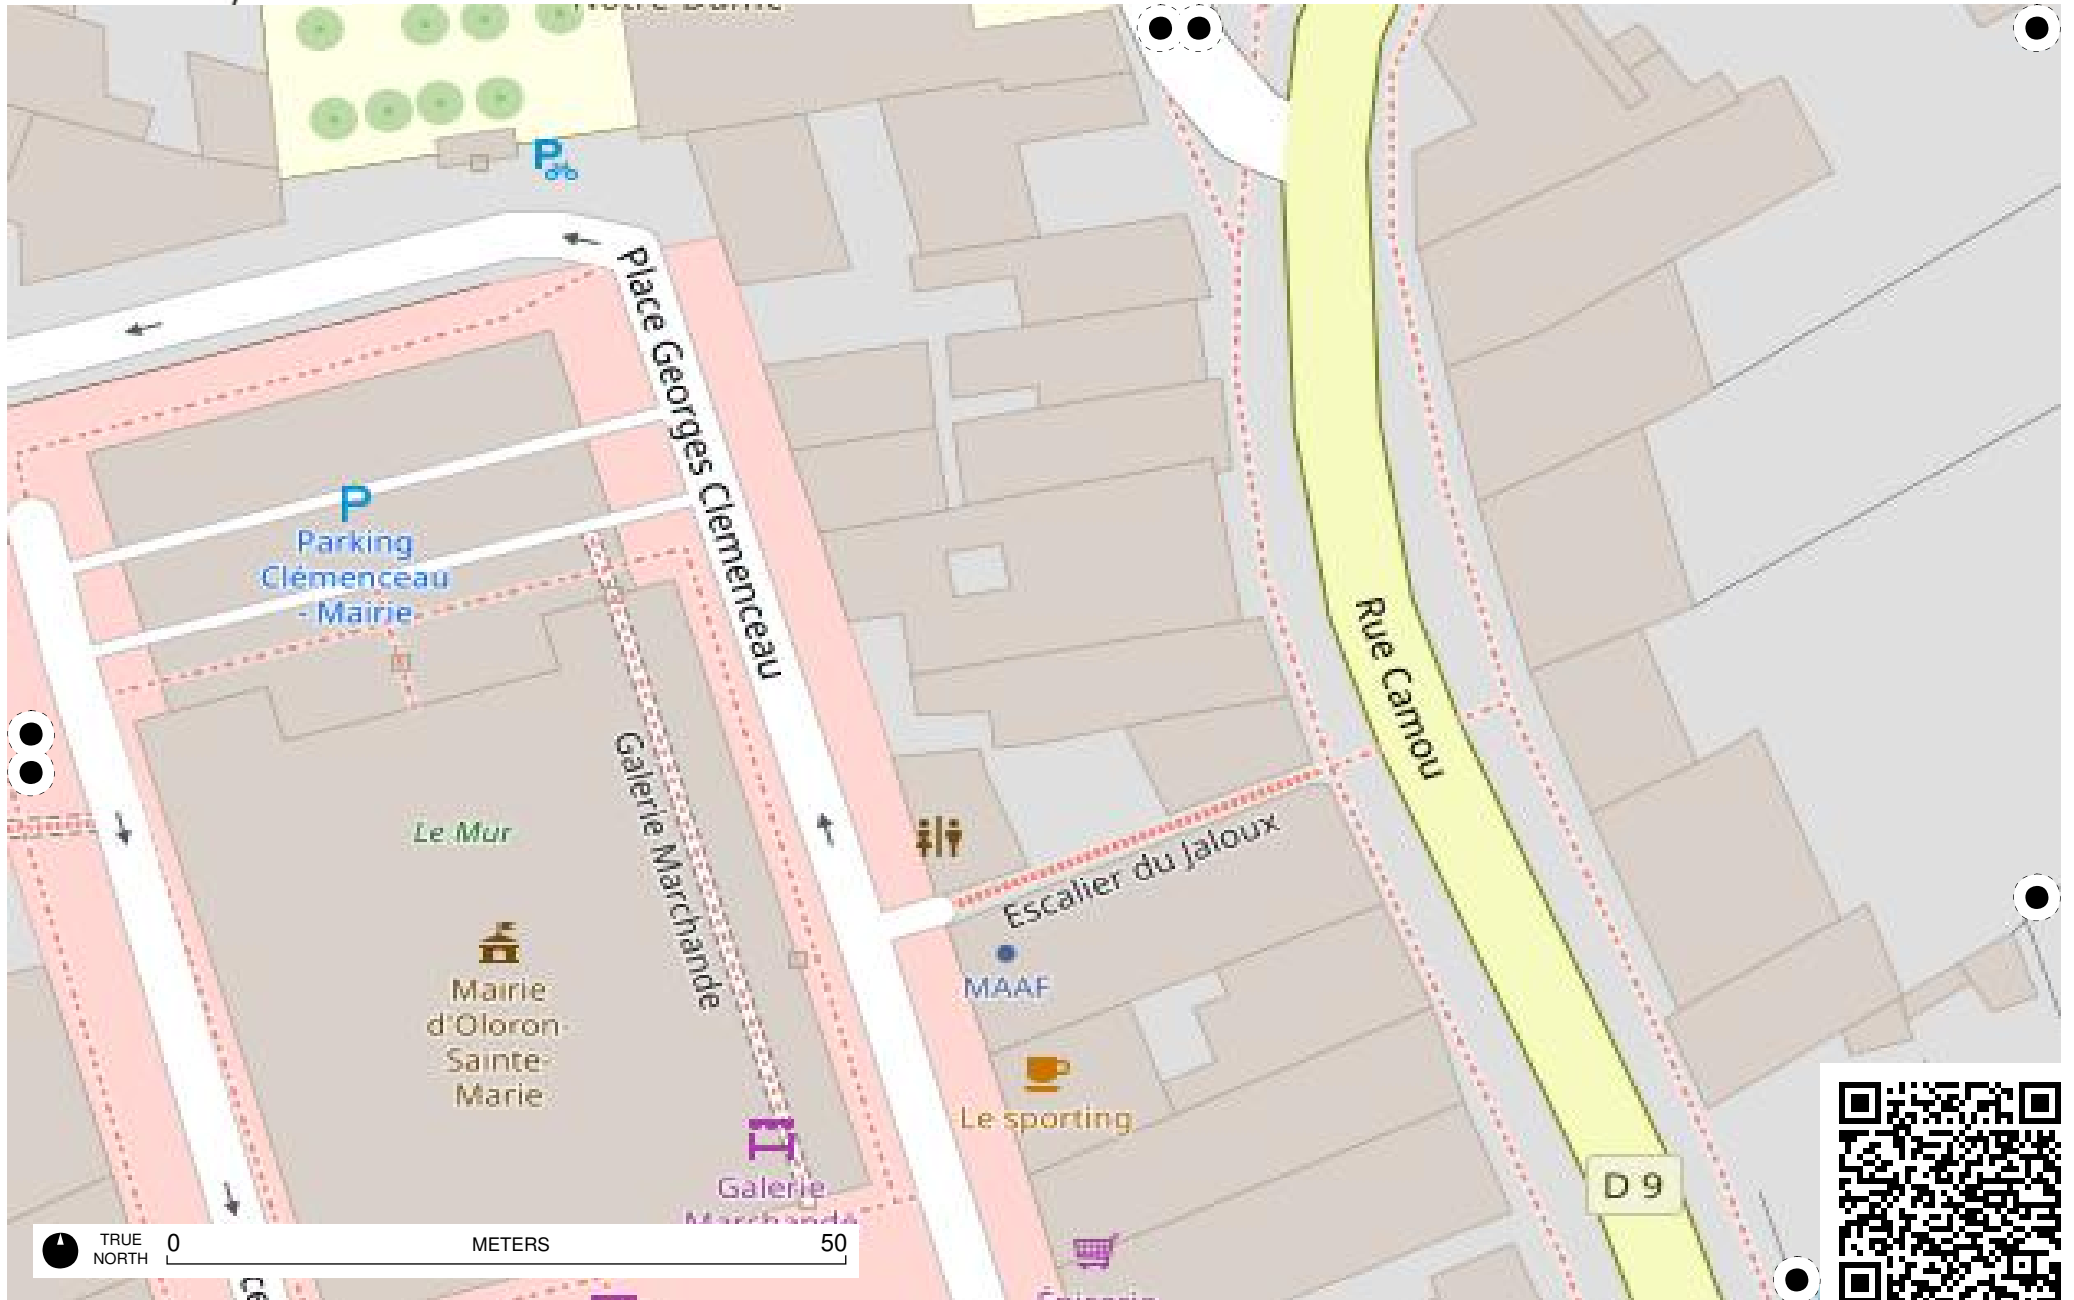 Place Georges Clemenceau
P
P
Parking
Clémenceau
- Mairie
Rue Camou
Galerie Marchande
Le Mur
Escalier du Jaloux
Mairie
d'Oloron-
Sainte-
Marie
MAAF
Le sporting
Galerie
Marchande
D 9
TRUE
NORTH
0
METERS
50